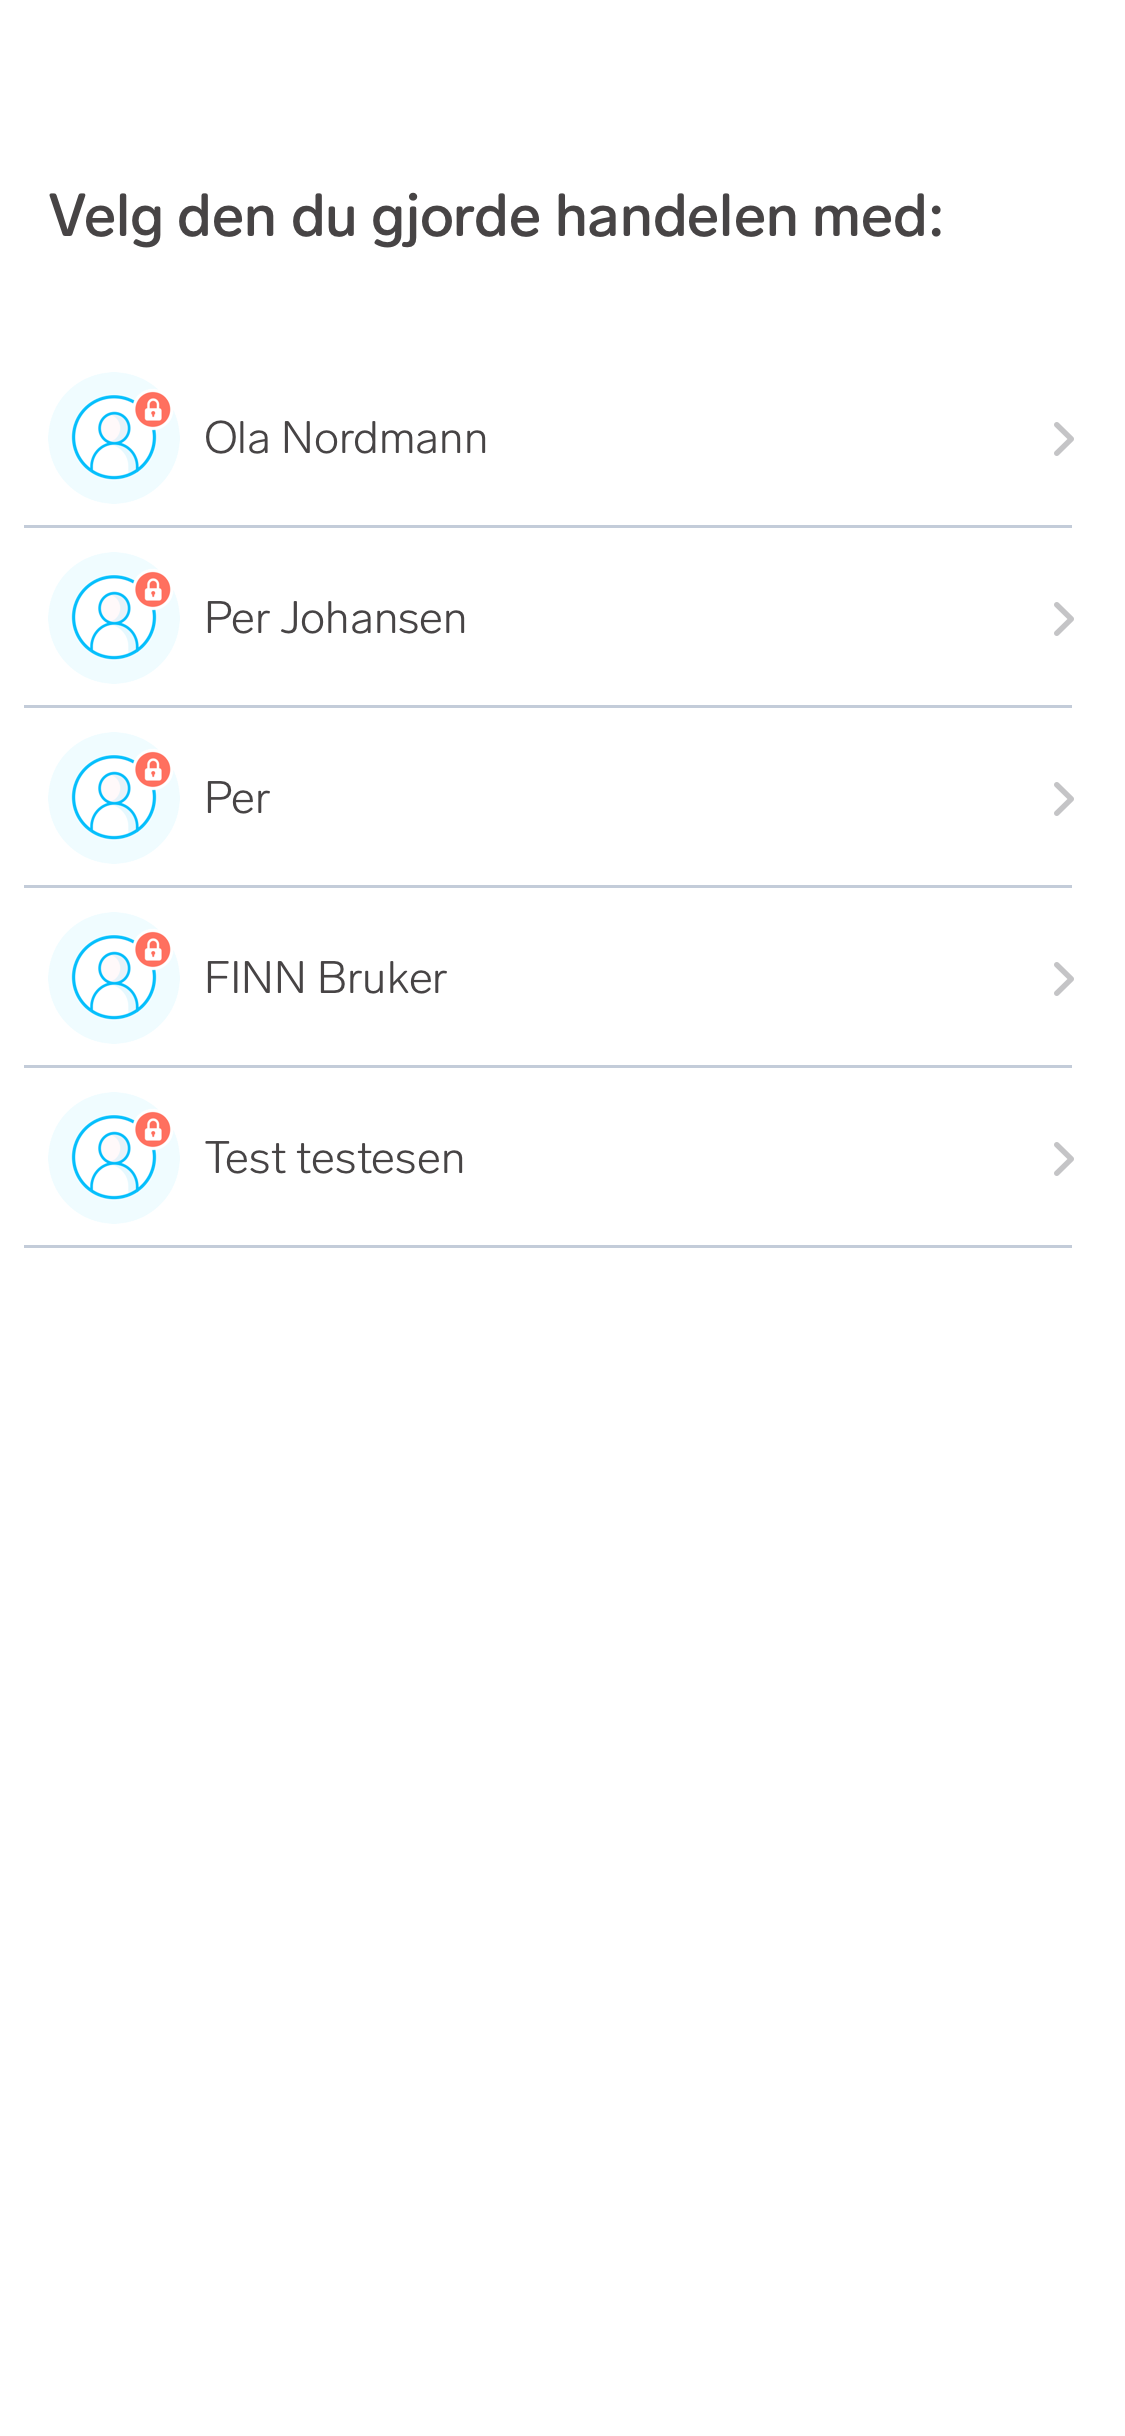 Velg den du gjorde handelen med:
Ola Nordmann
Per Johansen
Per
FINN Bruker
Test testesen